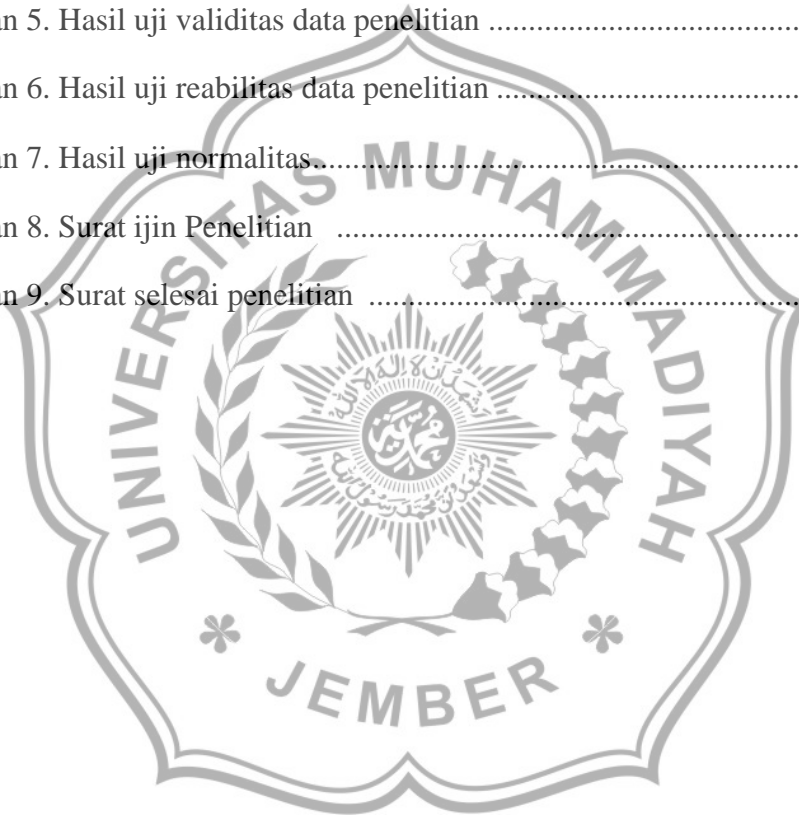 an 5. Hasil uji validitas data penelitian ......................................
an 6. Hasil uji reabilitas data penelitian .....................................
an 7. Hasil uji normalitas............................................................
an 8. Surat ijin Penelitian .........................................................
an 9. Surat selesai penelitian .....................................................
UNIVERSITAS MUHAMMADIYAH
JEMBER